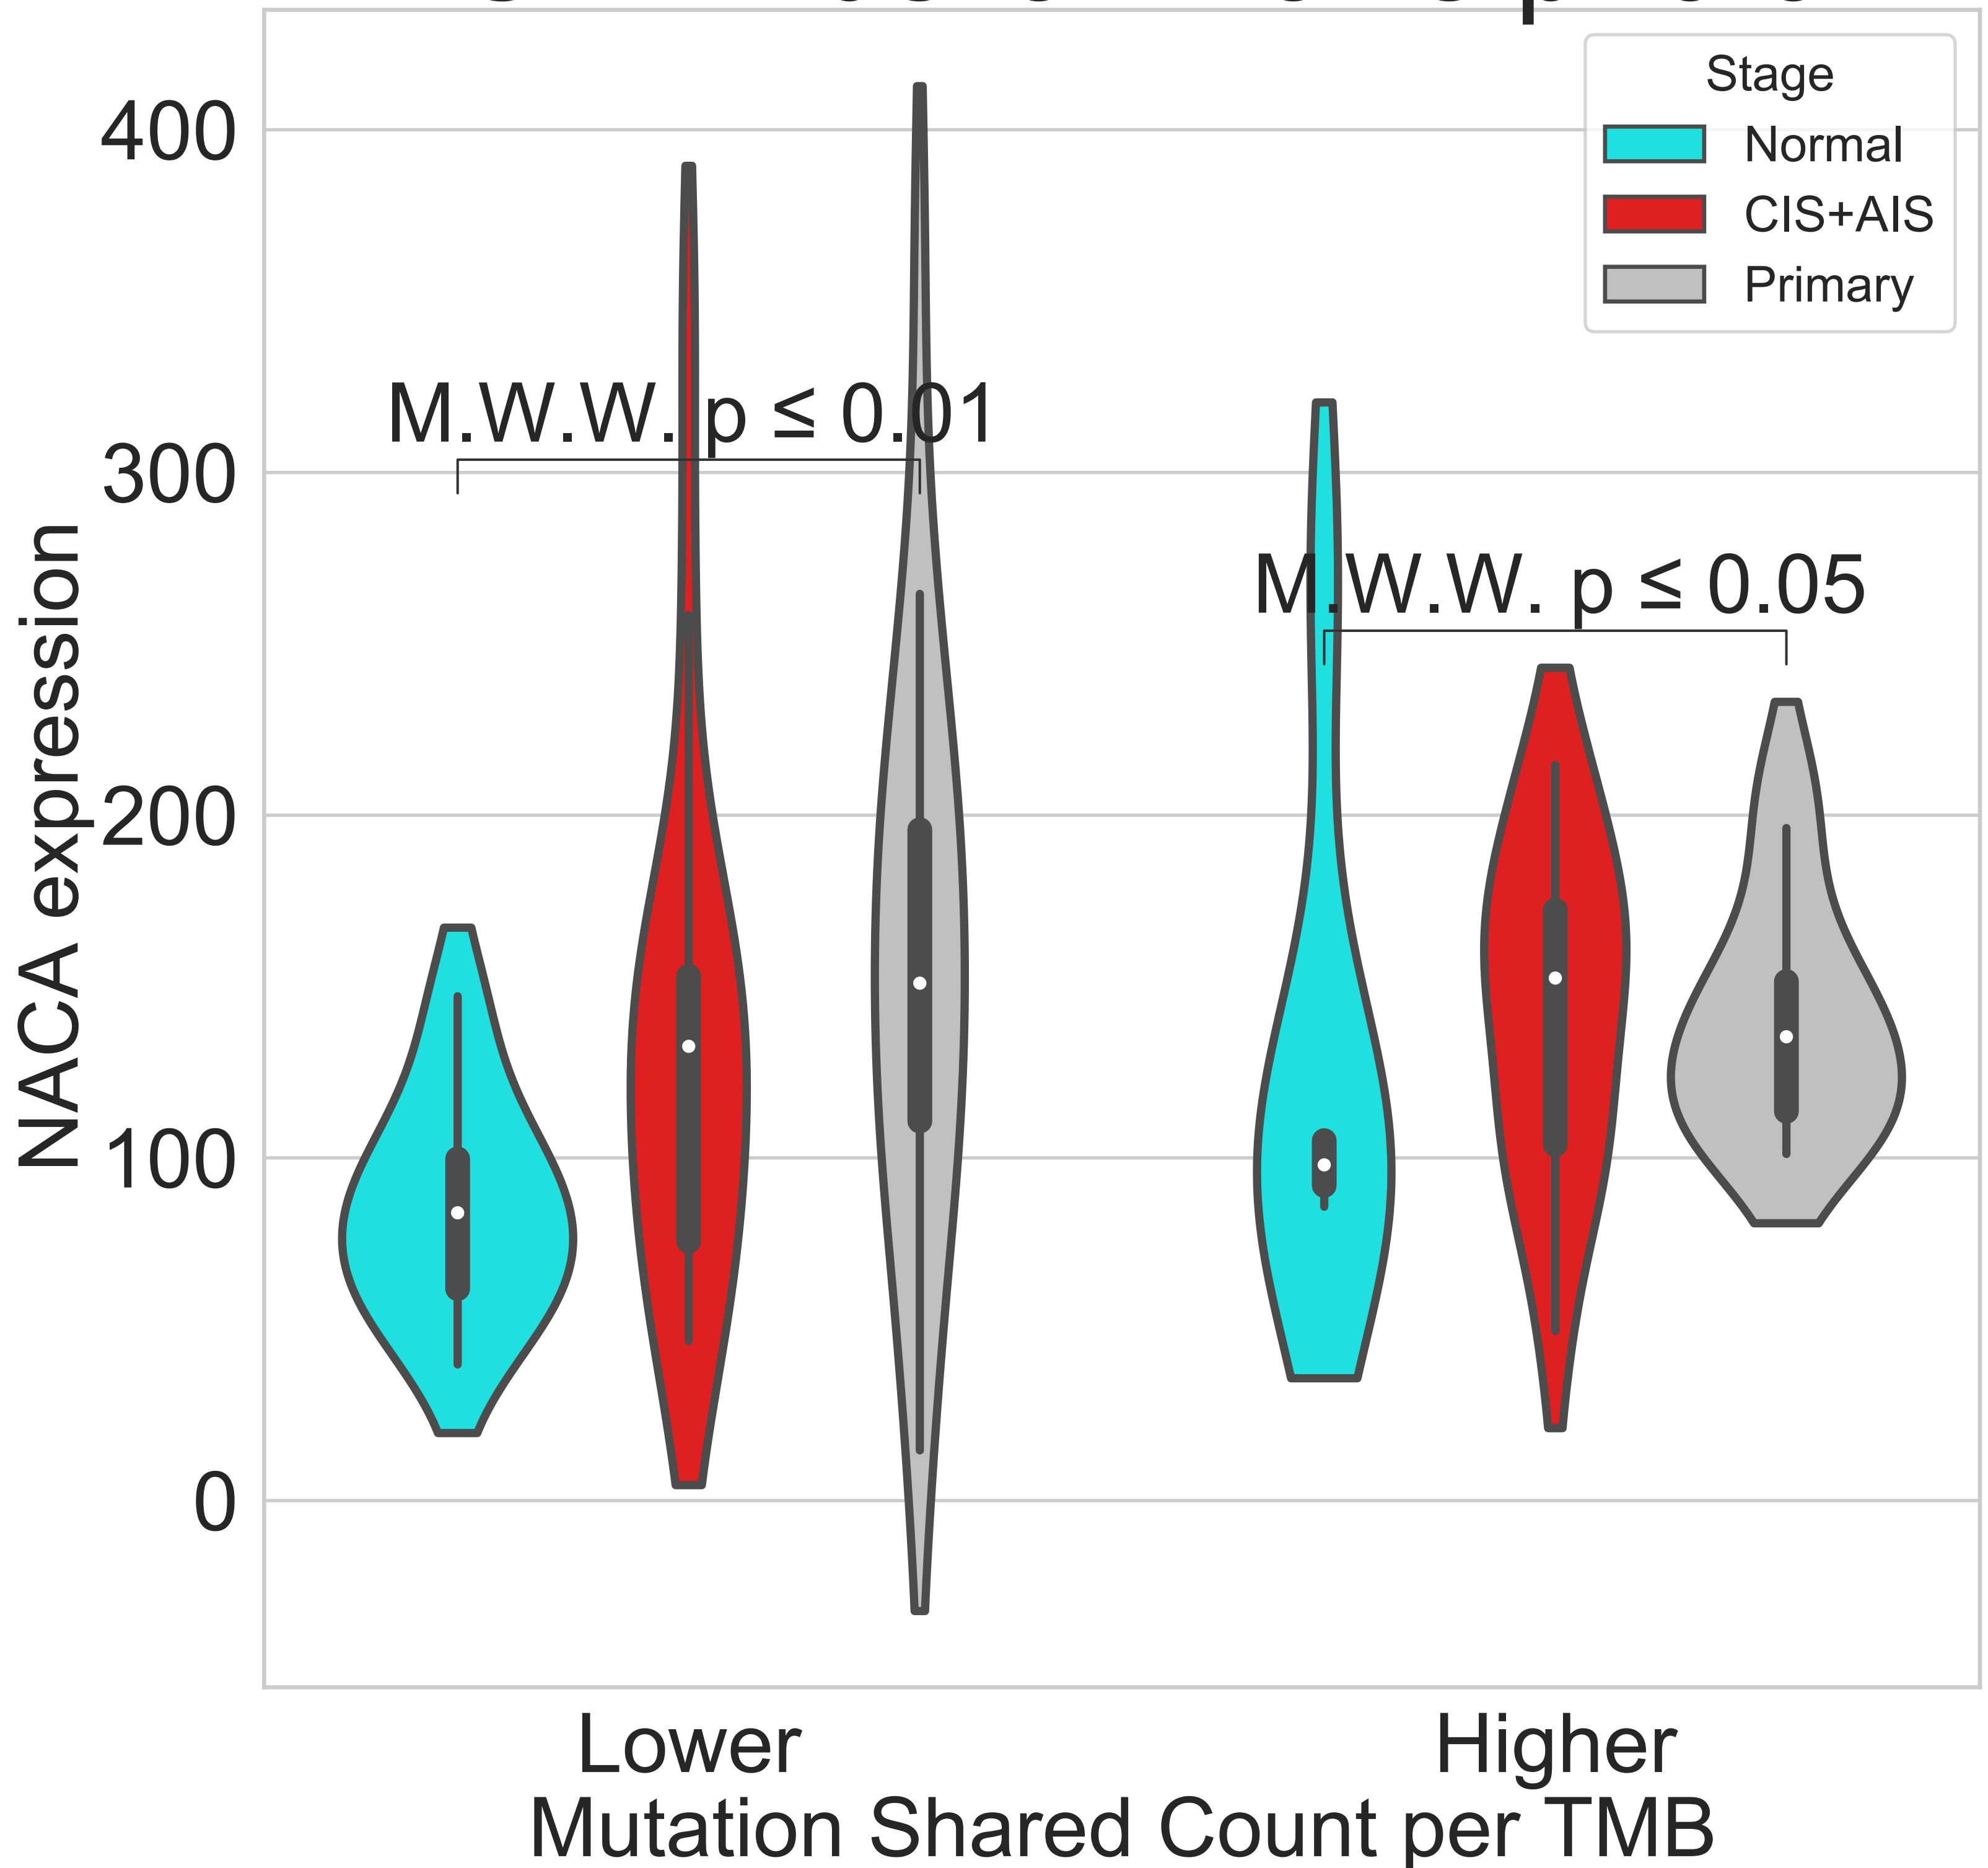 Stage
400
Normal
CIS+AIS
Primary
M.W.W. p ≤ 0.01
300
M.W.W. p ≤ 0.05
NACA expression
200
100
0
Lower
Higher
Mutation Shared Count per TMB